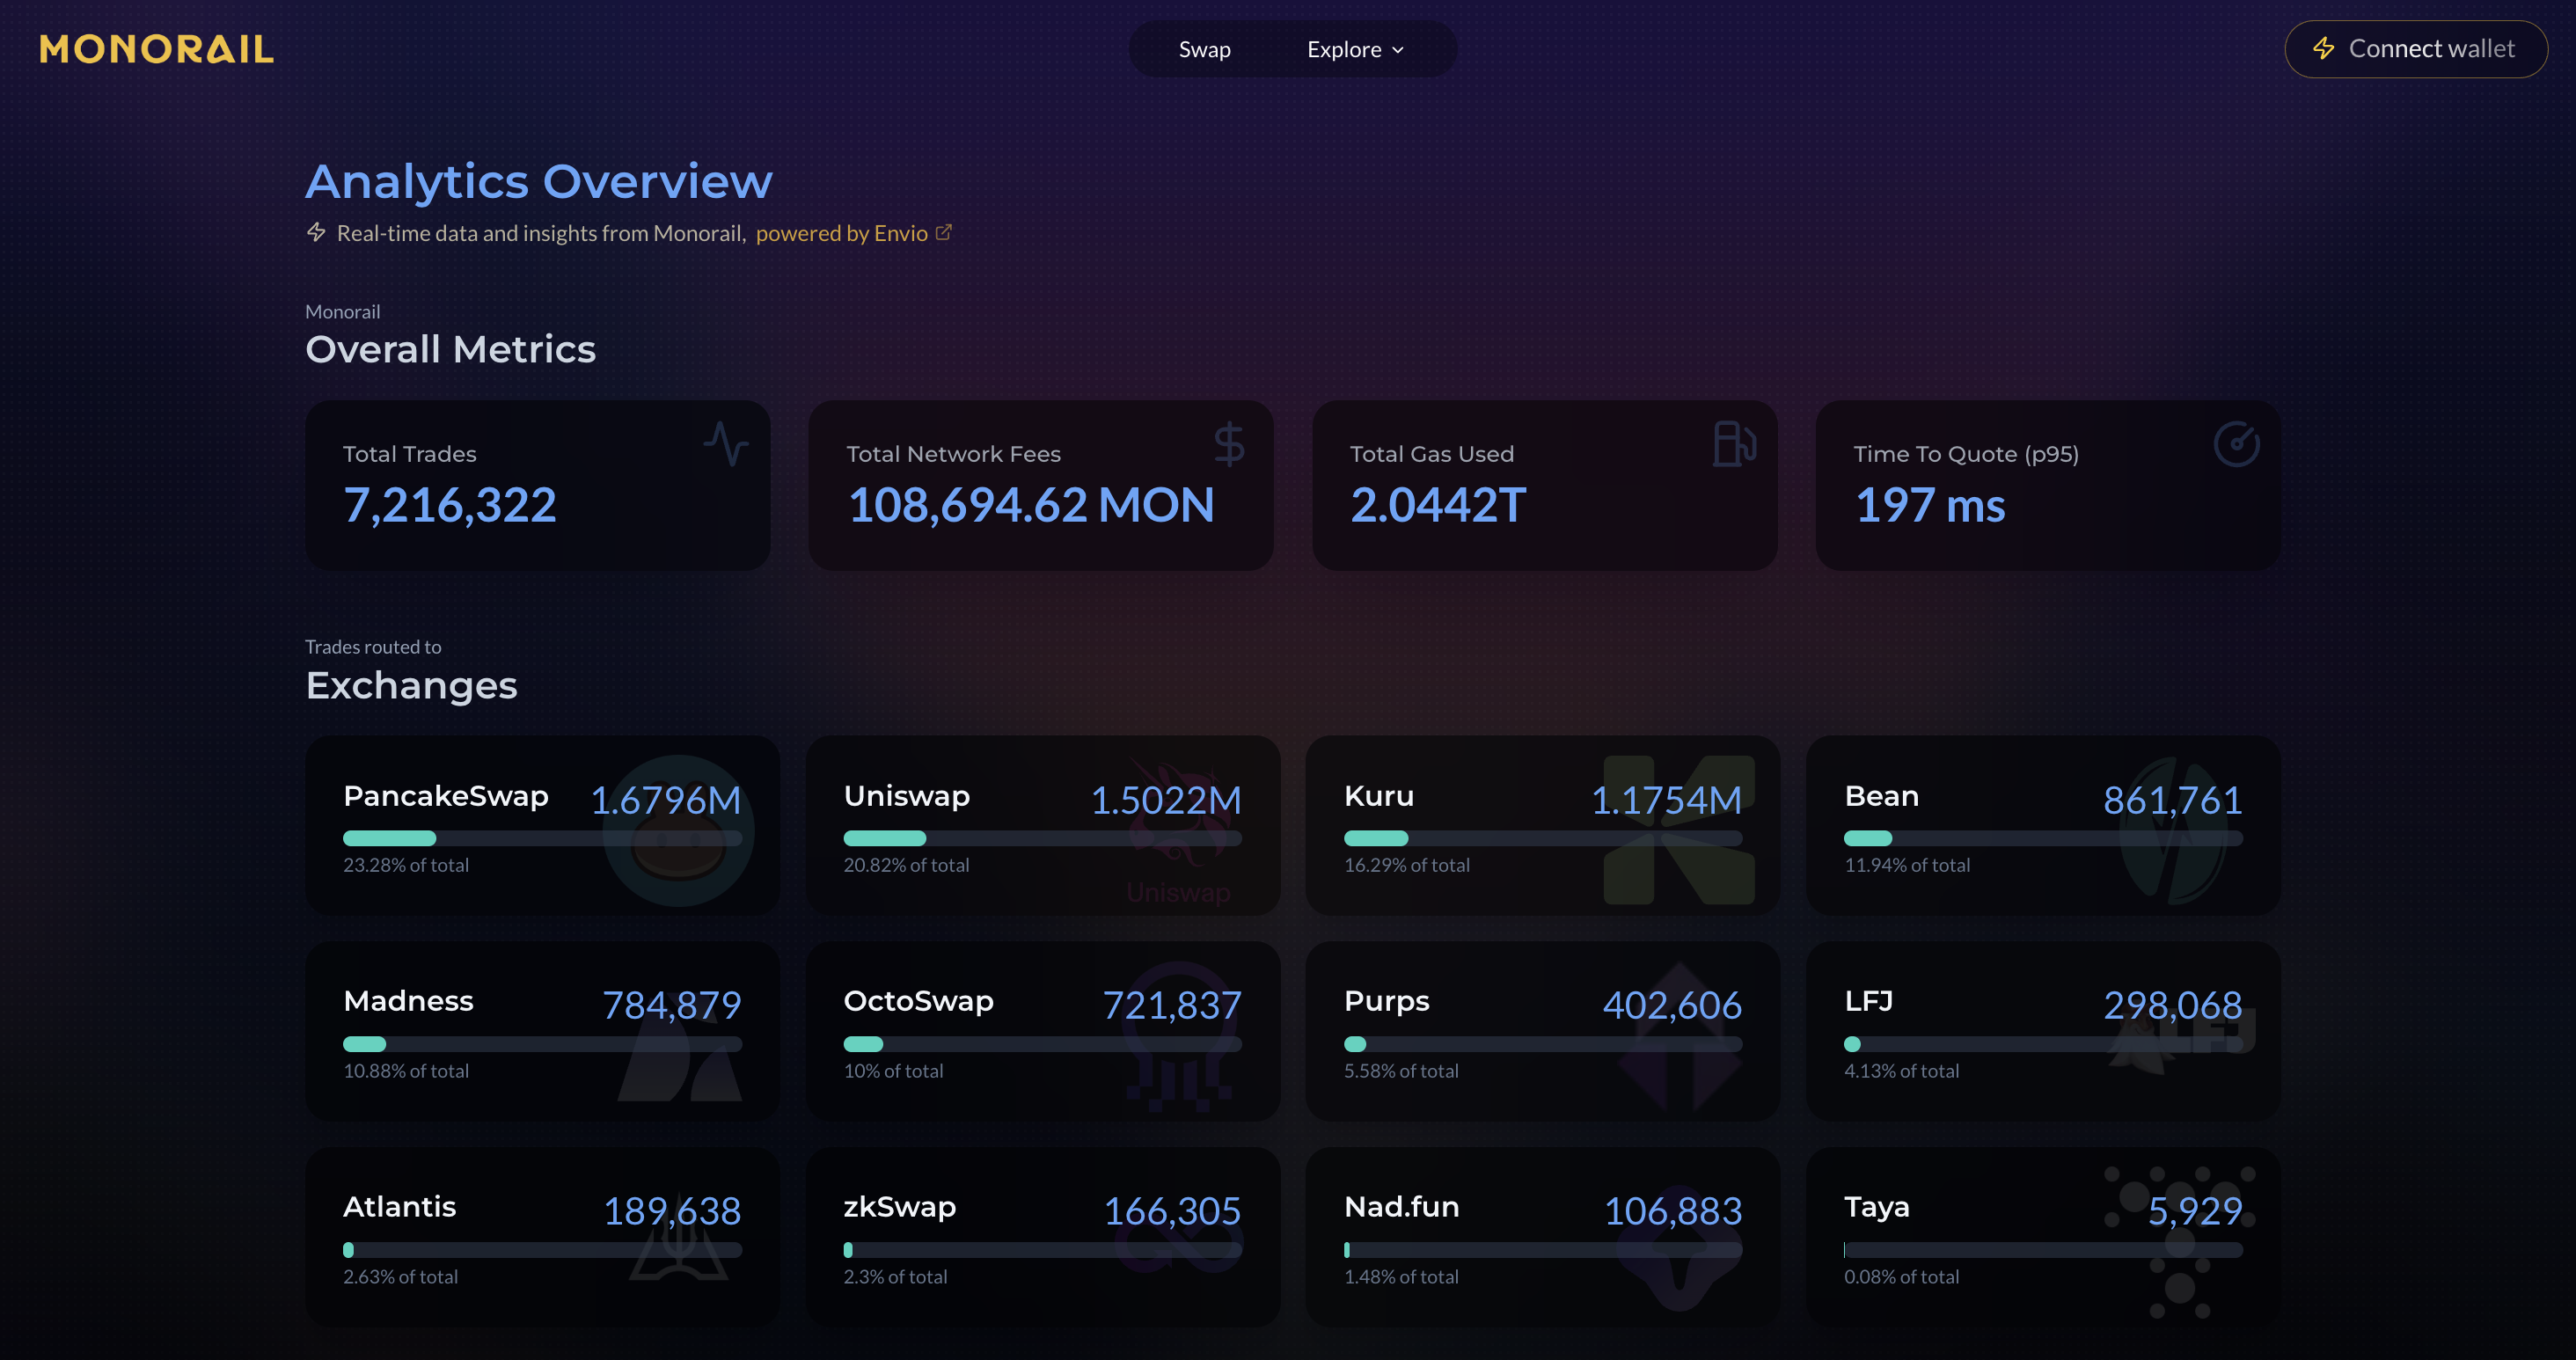 MONORAIL
Swap
Explore
Connect wallet
Analytics Overview
Real-time data and insights from Monorail, powered by Envio
Monorail
Overall Metrics
Total Trades
7,216,322
Total Network Fees
108,694.62 MON
Total Gas Used
2.0442T
Time To Quote (p95)
197 ms
Trades routed to
Exchanges
PancakeSwap 1.6796M
23.28% of total
Uniswap 1.5022M
20.82% of total
Uniswap
Kuru 1.1754M
16.29% of total
Bean 861,761
11.94% of total
Madness 784,879
10.88% of total
OctoSwap 721,837
10% of total
Purps 402,606
5.58% of total
LFJ 298,068
LFJ
4.13% of total
Atlantis 189,638
2.63% of total
zkSwap 166,305
2.3% of total
Nad.fun 106,883
1.48% of total
Taya 5,929
0.08% of total